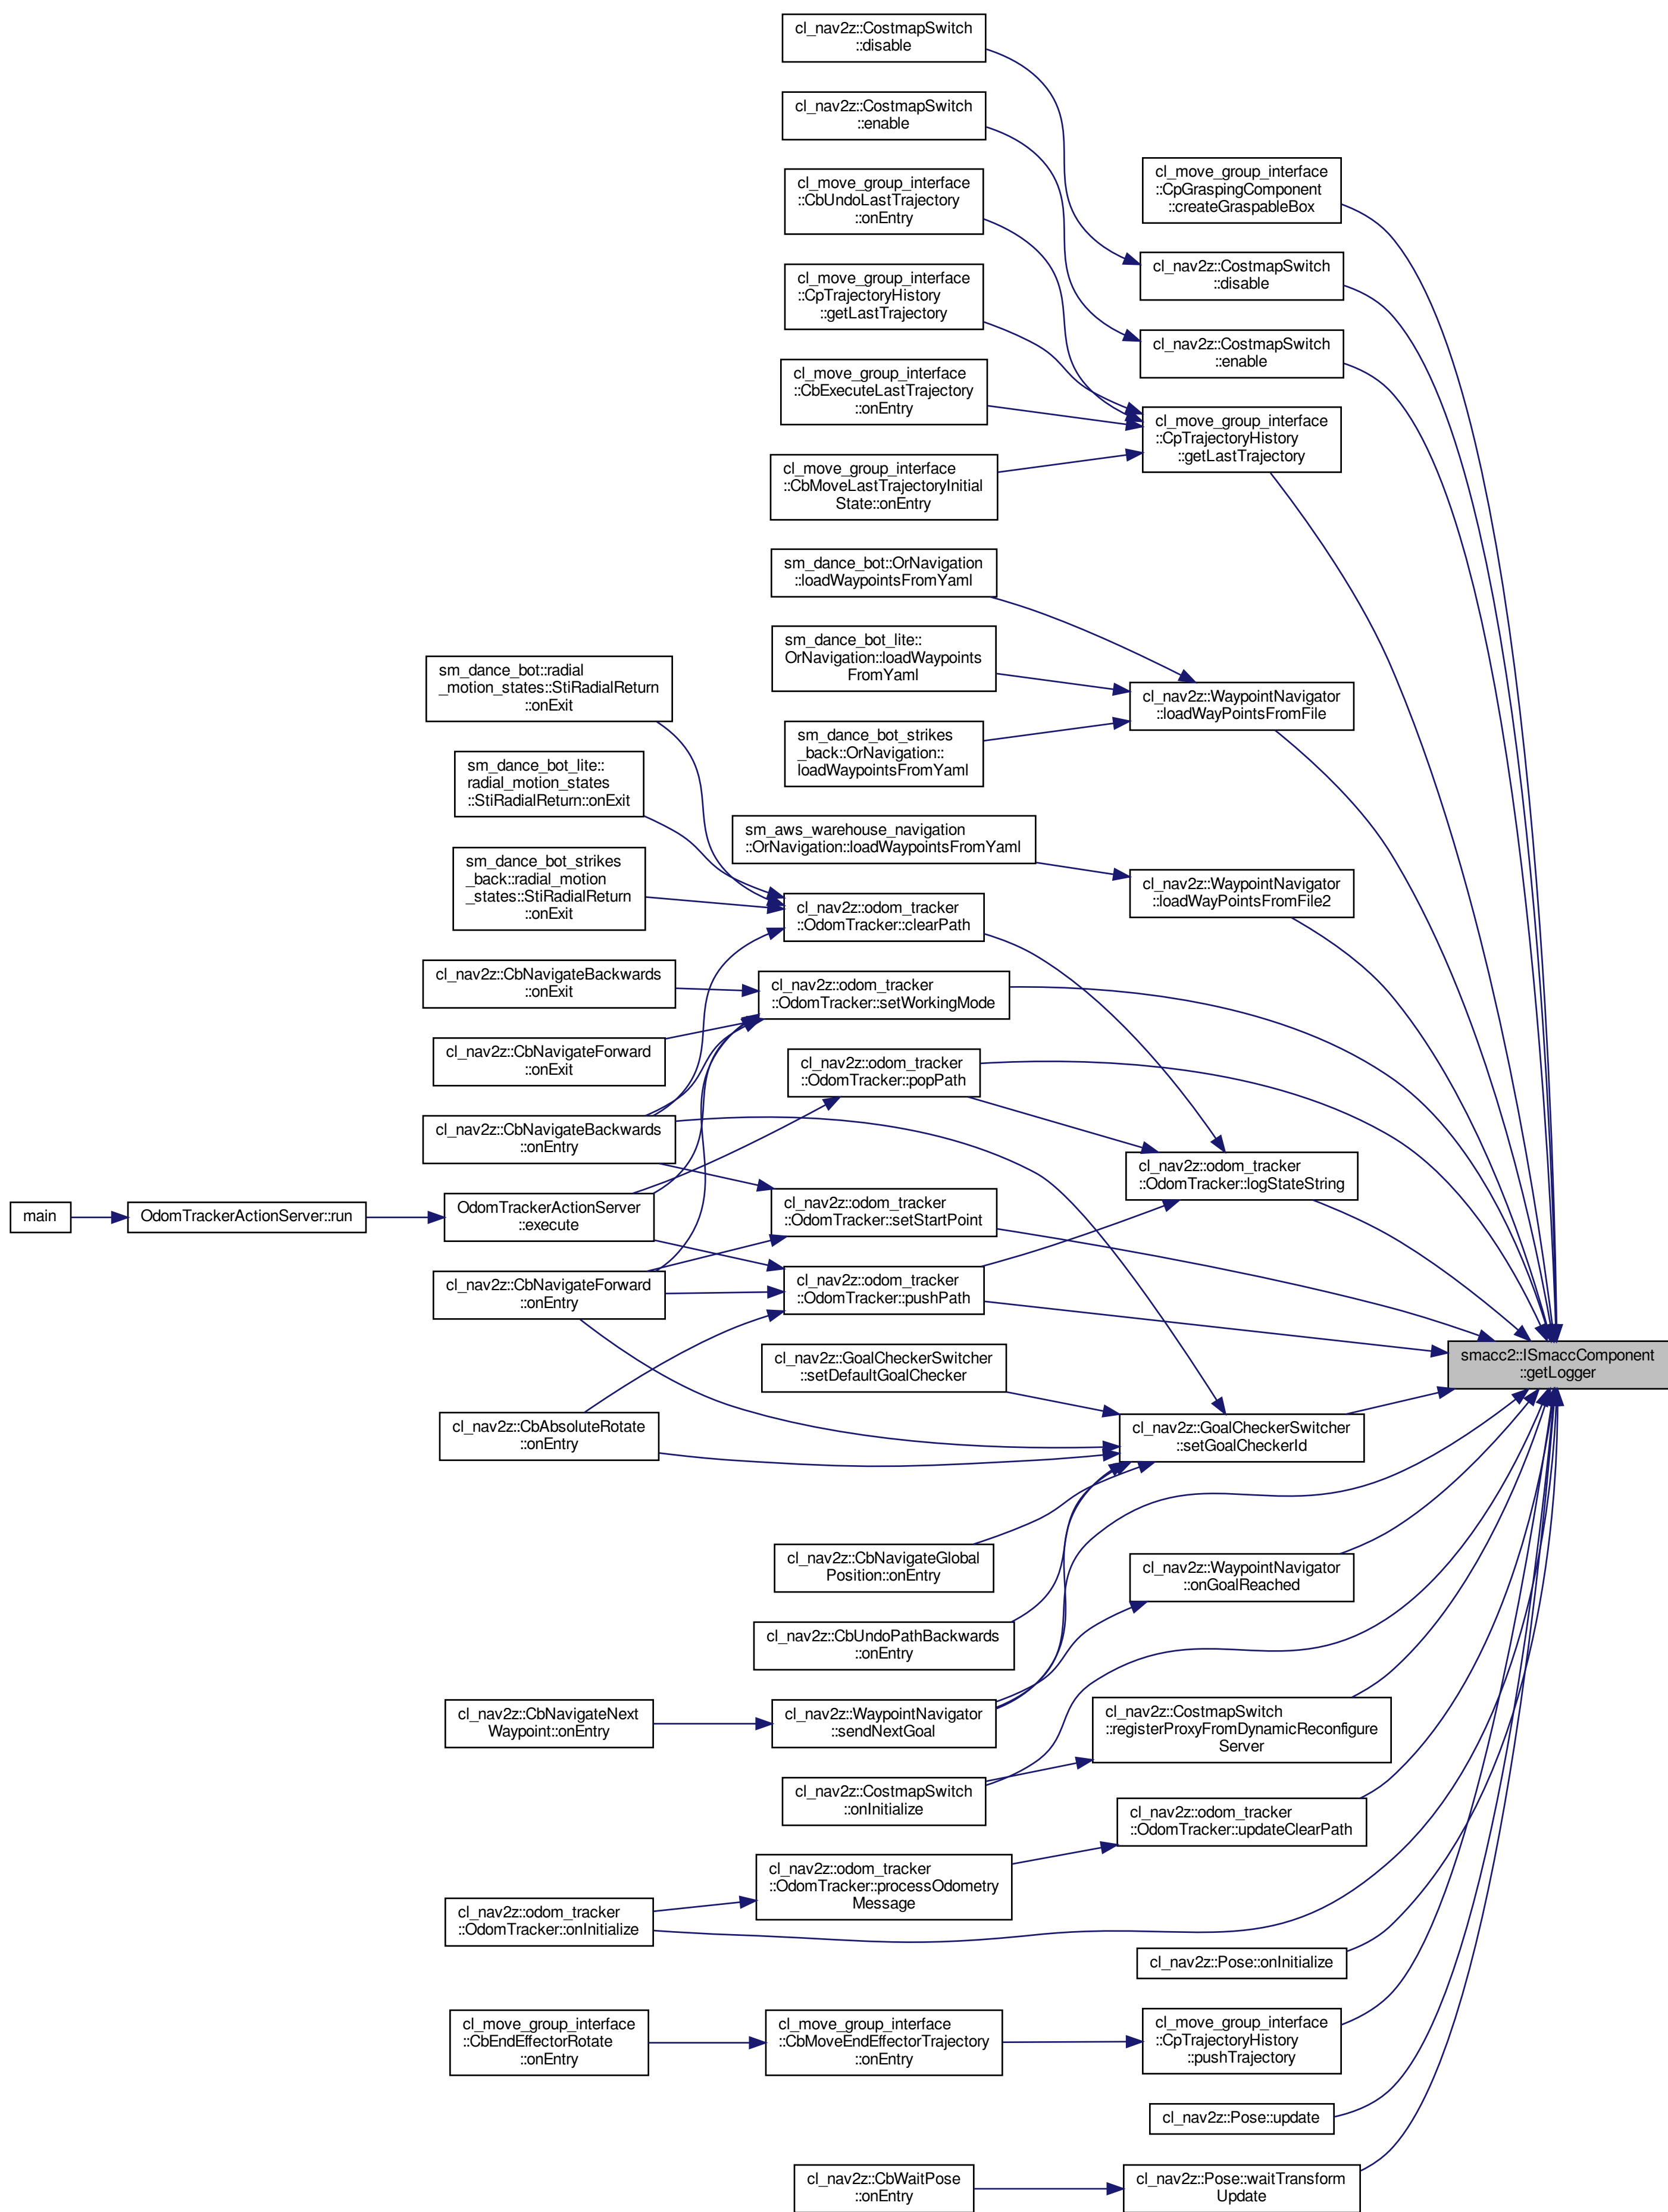 cl_nav2z::CostmapSwitch
::disable
cl_nav2z::CostmapSwitch
::enable
cl_move_group_interface
::CbUndoLastTrajectory
::onEntry
cl_move_group_interface
::CpTrajectoryHistory
::getLastTrajectory
cl_move_group_interface
::CbExecuteLastTrajectory
::onEntry
cl_move_group_interface
::CbMoveLastTrajectoryInitial
State::onEntry
cl_move_group_interface
::CpGraspingComponent
::createGraspableBox
cl_nav2z::CostmapSwitch
::disable
cl_nav2z::CostmapSwitch
::enable
cl_move_group_interface
::CpTrajectoryHistory
::getLastTrajectory
sm_dance_bot::OrNavigation
::loadWaypointsFromYaml
sm_dance_bot_lite::
OrNavigation::loadWaypoints
FromYaml
sm_dance_bot_strikes
_back::OrNavigation::
loadWaypointsFromYaml
cl_nav2z::WaypointNavigator
::loadWayPointsFromFile
sm_aws_warehouse_navigation
::OrNavigation::loadWaypointsFromYaml
cl_nav2z::WaypointNavigator
::loadWayPointsFromFile2
sm_dance_bot::radial
_motion_states::StiRadialReturn
::onExit
sm_dance_bot_lite::
radial_motion_states
::StiRadialReturn::onExit
sm_dance_bot_strikes
_back::radial_motion
_states::StiRadialReturn
::onExit
cl_nav2z::odom_tracker
::OdomTracker::clearPath
cl_nav2z::CbNavigateBackwards
::onExit
cl_nav2z::odom_tracker
::OdomTracker::setWorkingMode
cl_nav2z::CbNavigateForward
::onExit
cl_nav2z::odom_tracker
::OdomTracker::popPath
cl_nav2z::CbNavigateBackwards
::onEntry
cl_nav2z::odom_tracker
::OdomTracker::logStateString
main
OdomTrackerActionServer::run
OdomTrackerActionServer
::execute
cl_nav2z::odom_tracker
::OdomTracker::setStartPoint
cl_nav2z::CbNavigateForward
::onEntry
cl_nav2z::odom_tracker
::OdomTracker::pushPath
smacc2::ISmaccComponent
::getLogger
cl_nav2z::GoalCheckerSwitcher
::setDefaultGoalChecker
cl_nav2z::CbAbsoluteRotate
::onEntry
cl_nav2z::GoalCheckerSwitcher
::setGoalCheckerId
cl_nav2z::CbNavigateGlobal
Position::onEntry
cl_nav2z::WaypointNavigator
::onGoalReached
cl_nav2z::CbUndoPathBackwards
::onEntry
cl_nav2z::CbNavigateNext
Waypoint::onEntry
cl_nav2z::WaypointNavigator
::sendNextGoal
cl_nav2z::CostmapSwitch
::registerProxyFromDynamicReconfigure
Server
cl_nav2z::CostmapSwitch
::onInitialize
cl_nav2z::odom_tracker
::OdomTracker::updateClearPath
cl_nav2z::odom_tracker
::OdomTracker::processOdometry
Message
cl_nav2z::odom_tracker
::OdomTracker::onInitialize
cl_nav2z::Pose::onInitialize
cl_move_group_interface
::CbEndEffectorRotate
::onEntry
cl_move_group_interface
::CbMoveEndEffectorTrajectory
::onEntry
cl_move_group_interface
::CpTrajectoryHistory
::pushTrajectory
cl_nav2z::Pose::update
cl_nav2z::CbWaitPose
::onEntry
cl_nav2z::Pose::waitTransform
Update